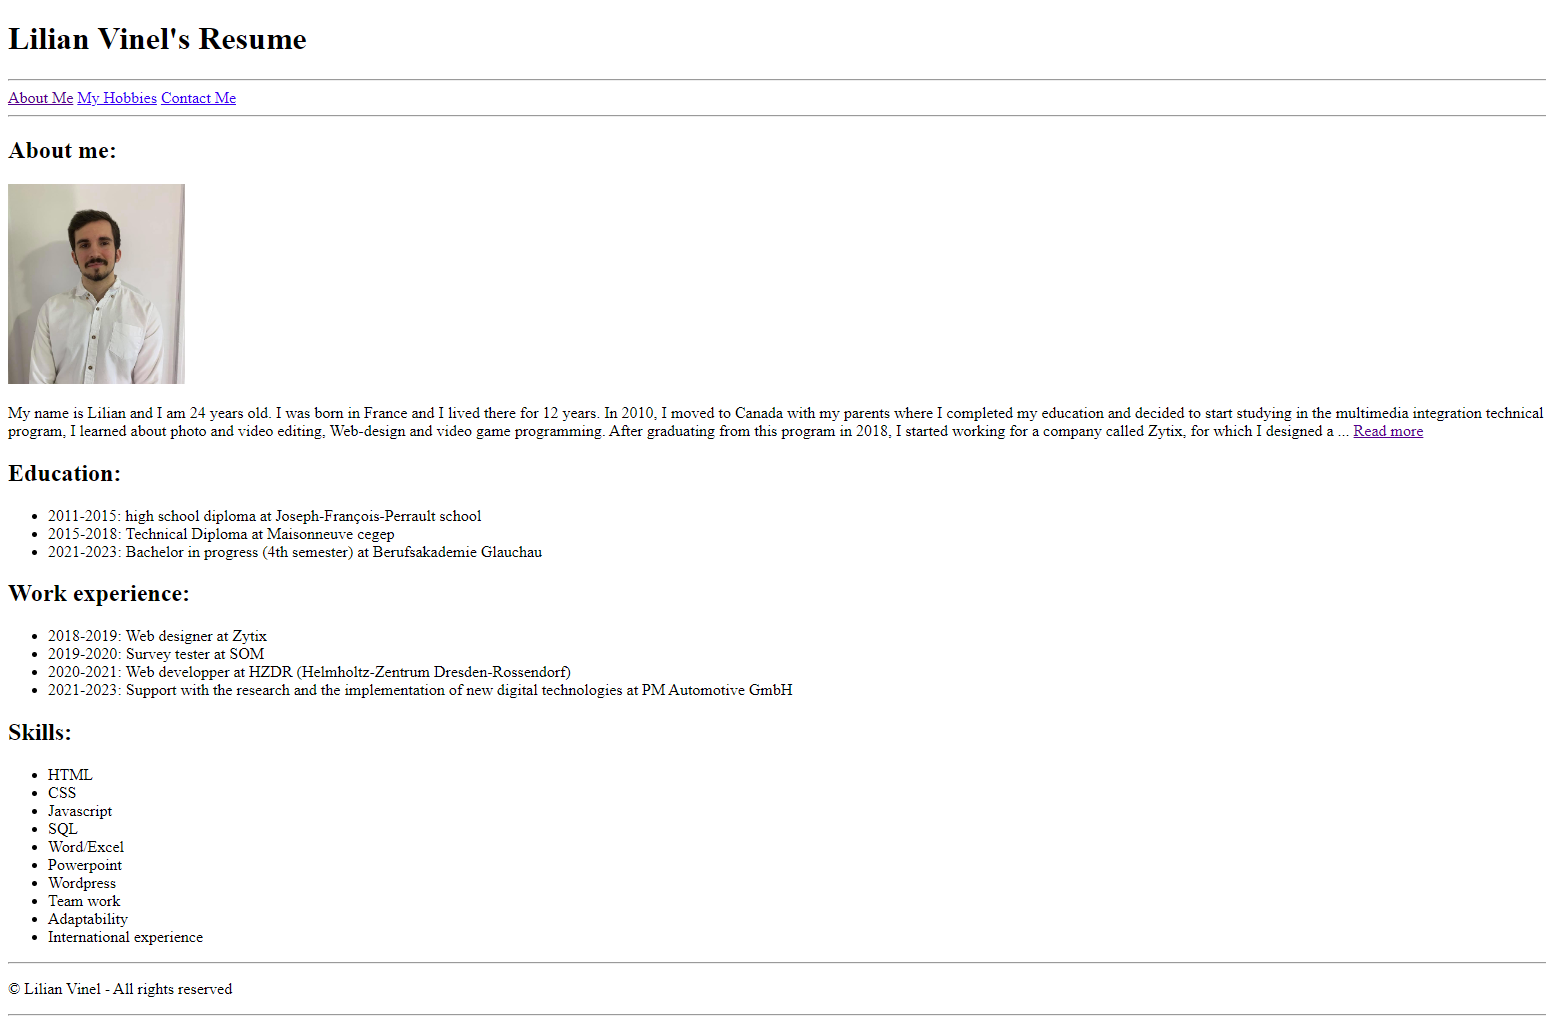 Lilian Vinel's Resume
About Me My Hobbies Contact Me
About me:
My name is Lilian and I am 24 years old. I was born in France and I lived there for 12 years. In 2010, I moved to Canada with my parents where I completed my education and decided to start studying in the multimedia integration technical
program, I learned about photo and video editing, Web-design and video game programming. After graduating from this program in 2018, I started working for a company called Zytix, for which I designed a ... Read more
Education:
• 2011-2015: high school diploma at Joseph-François-Perrault school
• 2015-2018: Technical Diploma at Maisonneuve cegep
• 2021-2023: Bachelor in progress (4th semester) at Berufsakademie Glauchau
Work experience:
• 2018-2019: Web designer at Zytix
• 2019-2020: Survey tester at SOM
• 2020-2021: Web developper at HZDR (Helmholtz-Zentrum Dresden-Rossendorf)
• 2021-2023: Support with the research and the implementation of new digital technologies at PM Automotive GmbH
Skills:
• HTML
• CSS
• Javascript
• SQL
• Word/Excel
• Powerpoint
• Wordpress
• Team work
• Adaptability
• International experience
© Lilian Vinel - All rights reserved